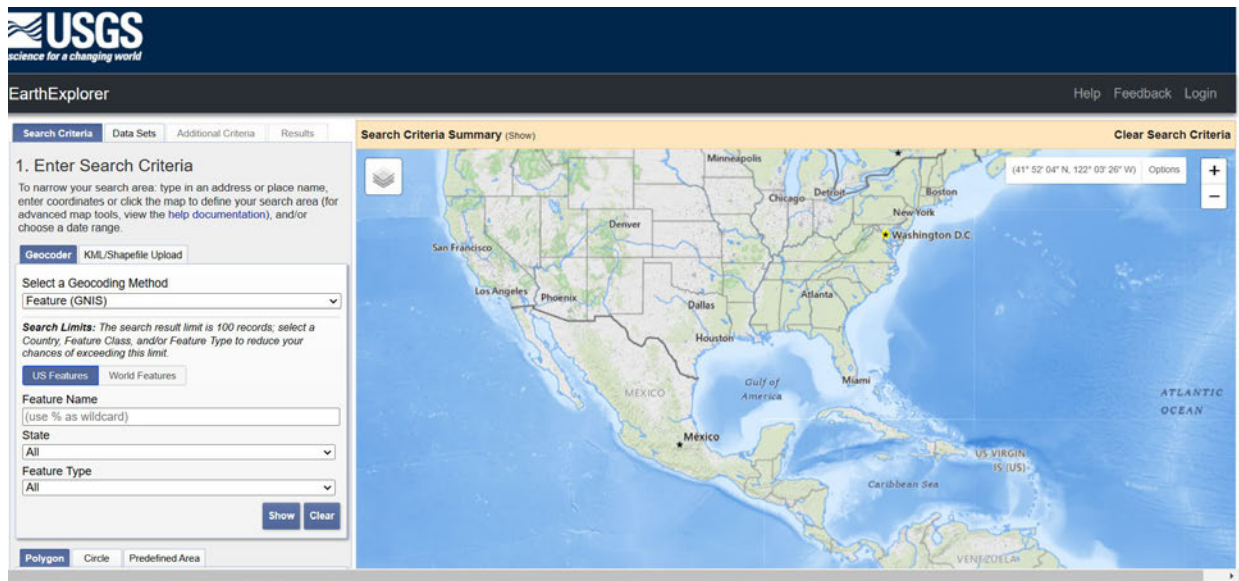 USGS
science for a changing world
EarthExplorer
Help Feedback Login
Search Criteria Data Sets Additional Criteria Results
1. Enter Search Criteria
To narrow your search area: type in an address or place name,
enter coordinates or click the map to define your search area (for
advanced map tools, view the help documentation), and/or
choose a date range.
Geocoder KML/Shapefile Upload
Select a Geocoding Method
Feature (GNIS)
Search Limits: The search result limit is 100 records; select a
Country, Feature Class, and/or Feature Type to reduce your
chances of exceeding this limit.
US Features World Features
Feature Name
(use % as wildcard)
State
All
Feature Type
All
Show Clear
Polygon Circle Predefined Area
Search Criteria Summary (Show)
Clear Search Criteria
(41° 52' 04" N, 122° 03' 26" W) Options
+
−
Minneapolis
Chicago
Detroit
Boston
New York
Washington D.C
Denver
San Francisco
Los Angeles
Phoenix
Dallas
Atlanta
Houston
Miami
MEXICO
Gulf of
America
ATLANTIC
OCEAN
México
US VIRGIN
IS (US)
Caribbean Sea
VENEZUELA